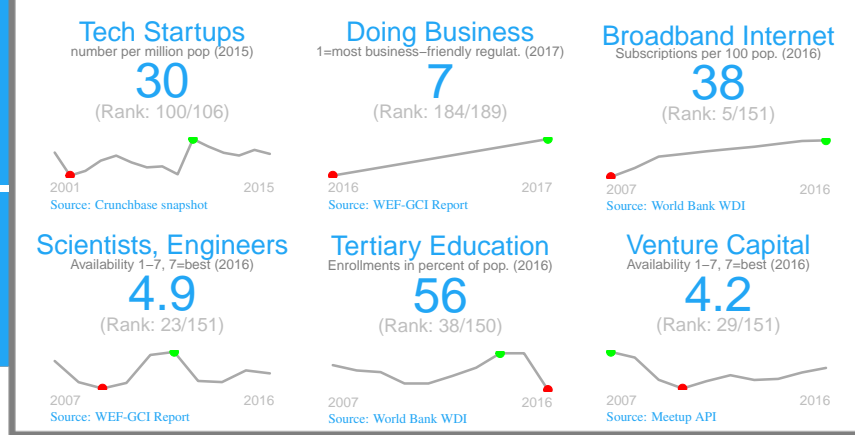 Tech Startups
number per million pop (2015)
30
(Rank: 100/106)
2001 2015
Source: Crunchbase snapshot
Doing Business
1=most business−friendly regulat. (2017)
7
(Rank: 184/189)
2016 2017
Source: WEF-GCI Report
Broadband Internet
Subscriptions per 100 pop. (2016)
38
(Rank: 5/151)
2007 2016
Source: World Bank WDI
Scientists, Engineers
Availability 1−7, 7=best (2016)
4.9
(Rank: 23/151)
2007 2016
Source: WEF-GCI Report
Tertiary Education
Enrollments in percent of pop. (2016)
56
(Rank: 38/150)
2007 2016
Source: World Bank WDI
Venture Capital
Availability 1−7, 7=best (2016)
4.2
(Rank: 29/151)
2007 2016
Source: Meetup API